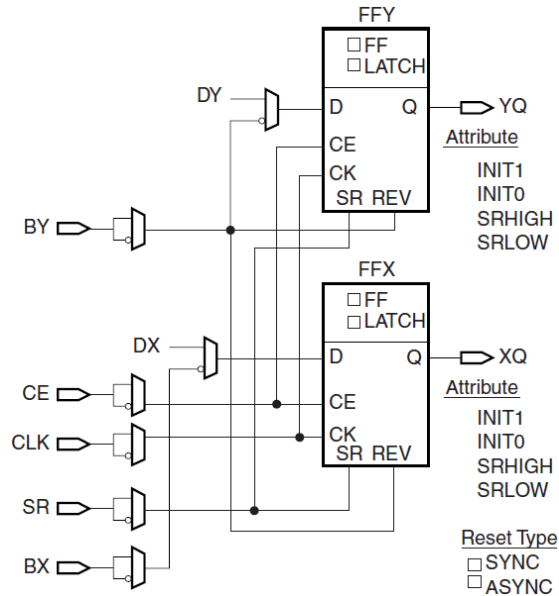 FFY
FF
LATCH
DY
D
Q
YQ
CE
CK
SR REV
Attribute
INIT1
INIT0
SRHIGH
SRLOW
BY
FFX
FF
LATCH
DX
D
Q
XQ
CE
CE
CLK
CK
SR REV
Attribute
INIT1
INIT0
SRHIGH
SRLOW
SR
BX
Reset Type
SYNC
ASYNC